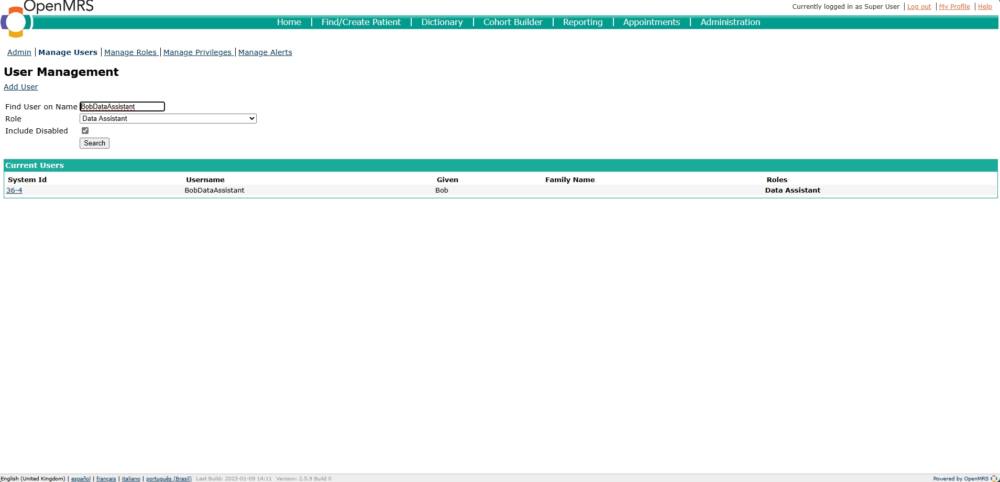 OpenMRS
Currently logged in as Super User | Log out | My Profile | Help
Home | Find/Create Patient | Dictionary | Cohort Builder | Reporting | Appointments | Administration
Admin | Manage Users | Manage Roles | Manage Privileges | Manage Alerts
User Management
Add User
Find User on Name BobDataAssistant
Role Data Assistant
Include Disabled
Search
Current Users
System Id Username Given Family Name Roles
36-4 BobDataAssistant Bob Data Assistant
English (United Kingdom) | español | français | italiano | português (Brasil) Last Build: 2023-01-09 14:11 Version: 2.5.9 Build 0 Powered by OpenMRS